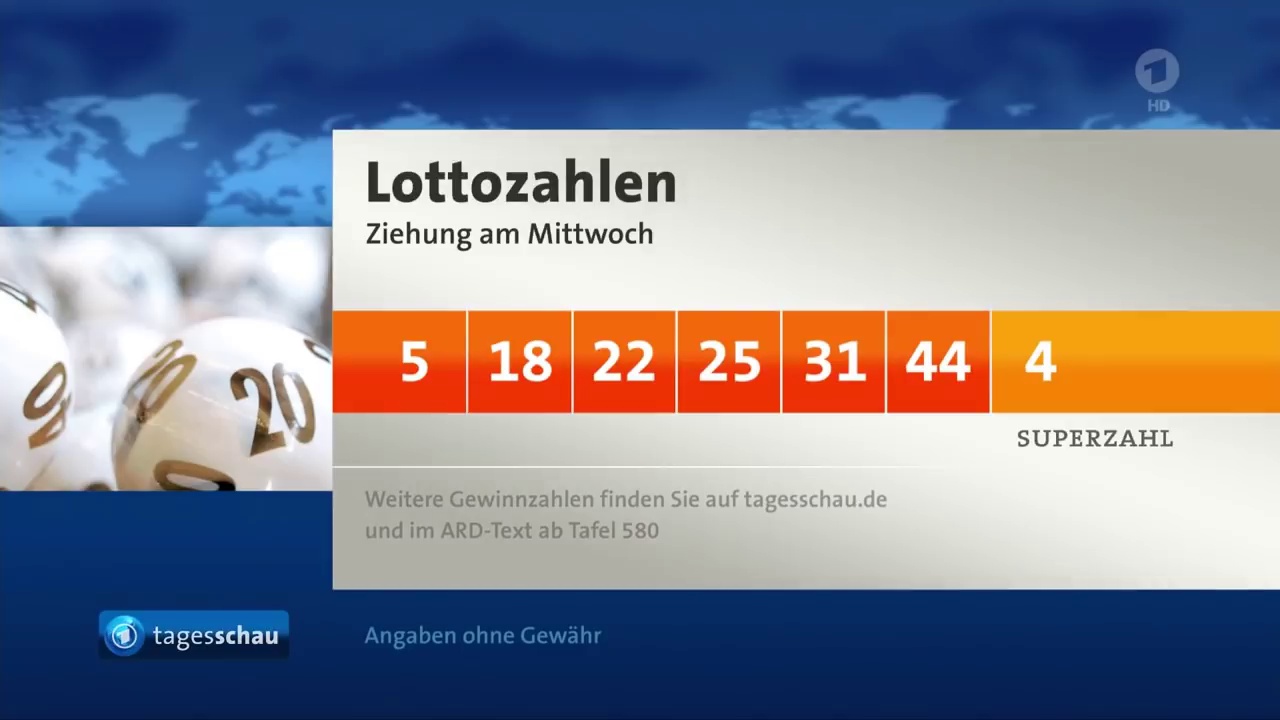 HD
Lottozahlen
Ziehung am Mittwoch
5 18 22 25 31 44 4
SUPERZAHL
20
Weitere Gewinnzahlen finden Sie auf tagesschau.de
und im ARD-Text ab Tafel 580
tagesschau
Angaben ohne Gewähr